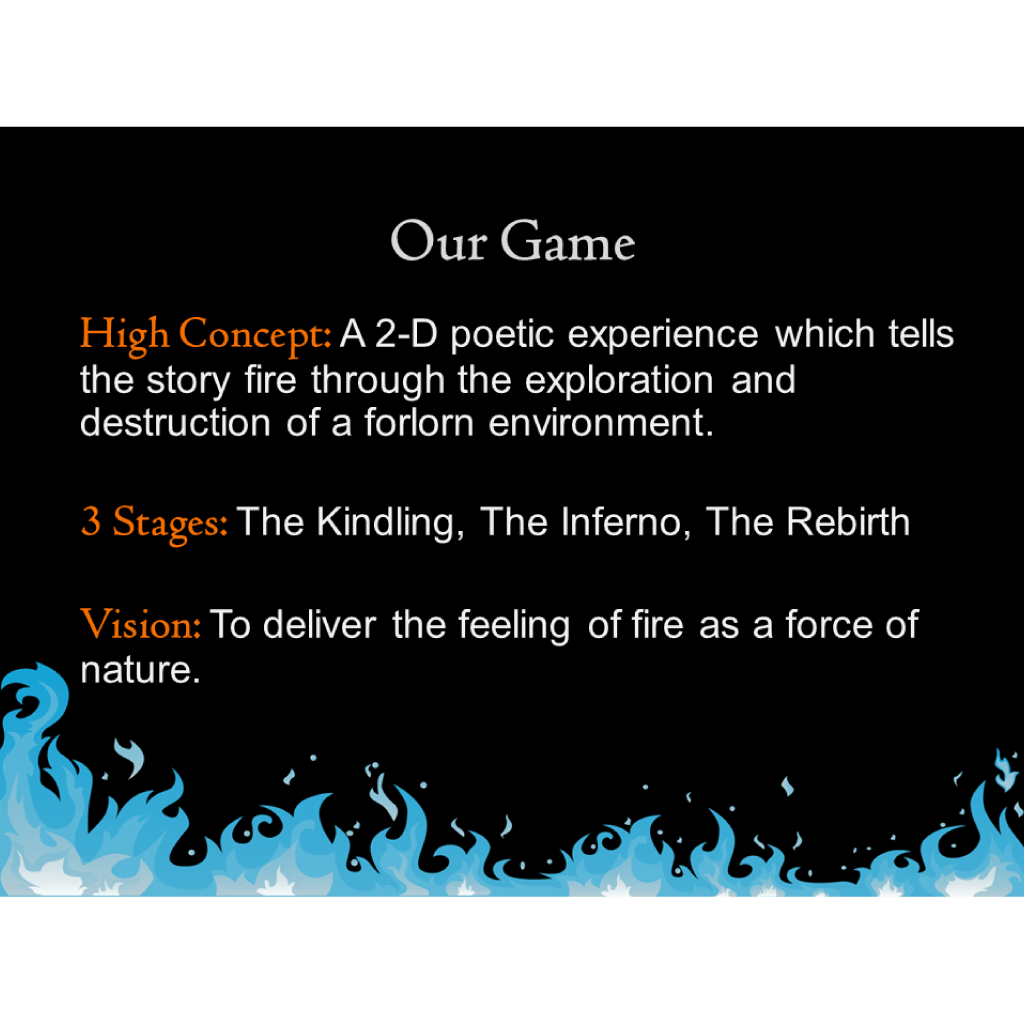 Our Game
High Concept: A 2-D poetic experience which tells
the story fire through the exploration and
destruction of a forlorn environment.
3 Stages: The Kindling, The Inferno, The Rebirth
Vision: To deliver the feeling of fire as a force of
nature.